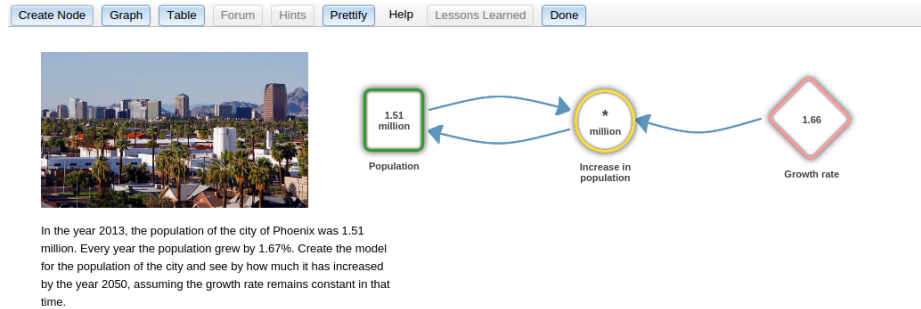 Create Node Graph Table Forum Hints Prettify Help Lessons Learned Done
1.51
million
Population
*
million
Increase in
population
1.66
Growth rate
In the year 2013, the population of the city of Phoenix was 1.51
million. Every year the population grew by 1.67%. Create the model
for the population of the city and see by how much it has increased
by the year 2050, assuming the growth rate remains constant in that
time.